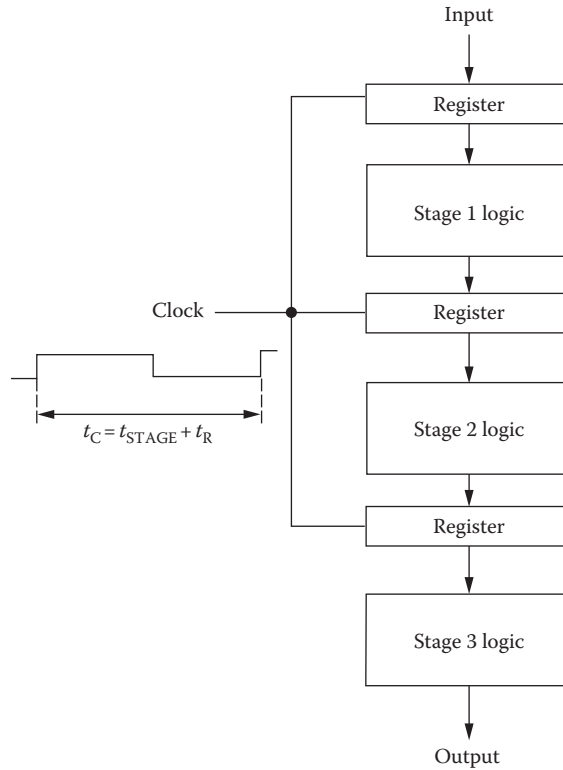 Input
Register
Stage 1 logic
Clock
Register
t_C = t_STAGE + t_R
Stage 2 logic
Register
Stage 3 logic
Output